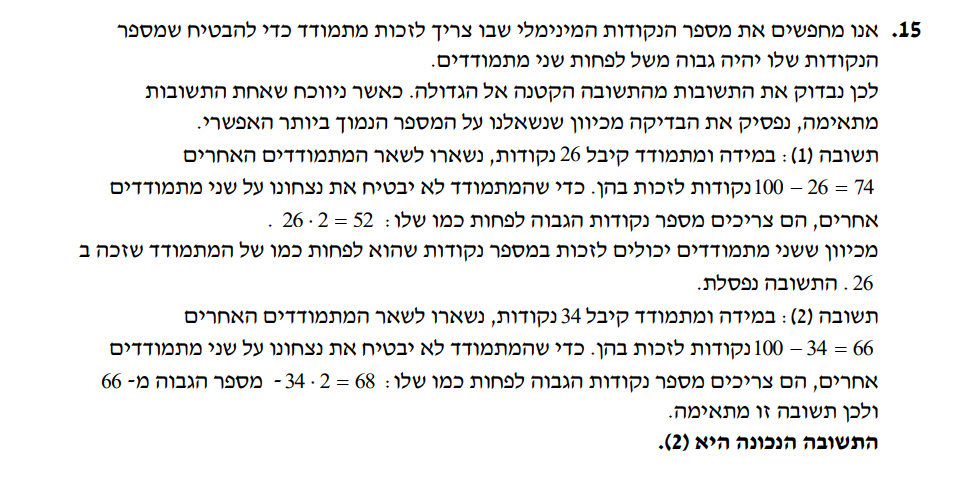 15. אנו מחפשים את מספר הנקודות המינימלי שבו צריך לזכות מתמודד כדי להבטיח שמספר
הנקודות שלו יהיה גבוה משל לפחות שני מתמודדים.
לכן נבדוק את התשובות מהתשובה הקטנה אל הגדולה. כאשר ניווכח שאחת התשובות
מתאימה, נפסיק את הבדיקה מכיוון שנשאלנו על המספר הנמוך ביותר האפשרי.
תשובה (1): במידה ומתמודד קיבל 26 נקודות, נשארו לשאר המתמודדים האחרים
100 – 26 = 74 נקודות לזכות בהן. כדי שהמתמודד לא יבטיח את נצחונו על שני מתמודדים
אחרים, הם צריכים מספר נקודות הגבוה לפחות כמו שלו: 26 · 2 = 52 .
מכיוון ששני מתמודדים יכולים לזכות במספר נקודות שהוא לפחות כמו של המתמודד שזכה ב
26 . התשובה נפסלת.
תשובה (2): במידה ומתמודד קיבל 34 נקודות, נשארו לשאר המתמודדים האחרים
100 – 34 = 66 נקודות לזכות בהן. כדי שהמתמודד לא יבטיח את נצחונו על שני מתמודדים
אחרים, הם צריכים מספר נקודות הגבוה לפחות כמו שלו: 34 · 2 = 68 - מספר הגבוה מ- 66
ולכן תשובה זו מתאימה.
התשובה הנכונה היא (2).